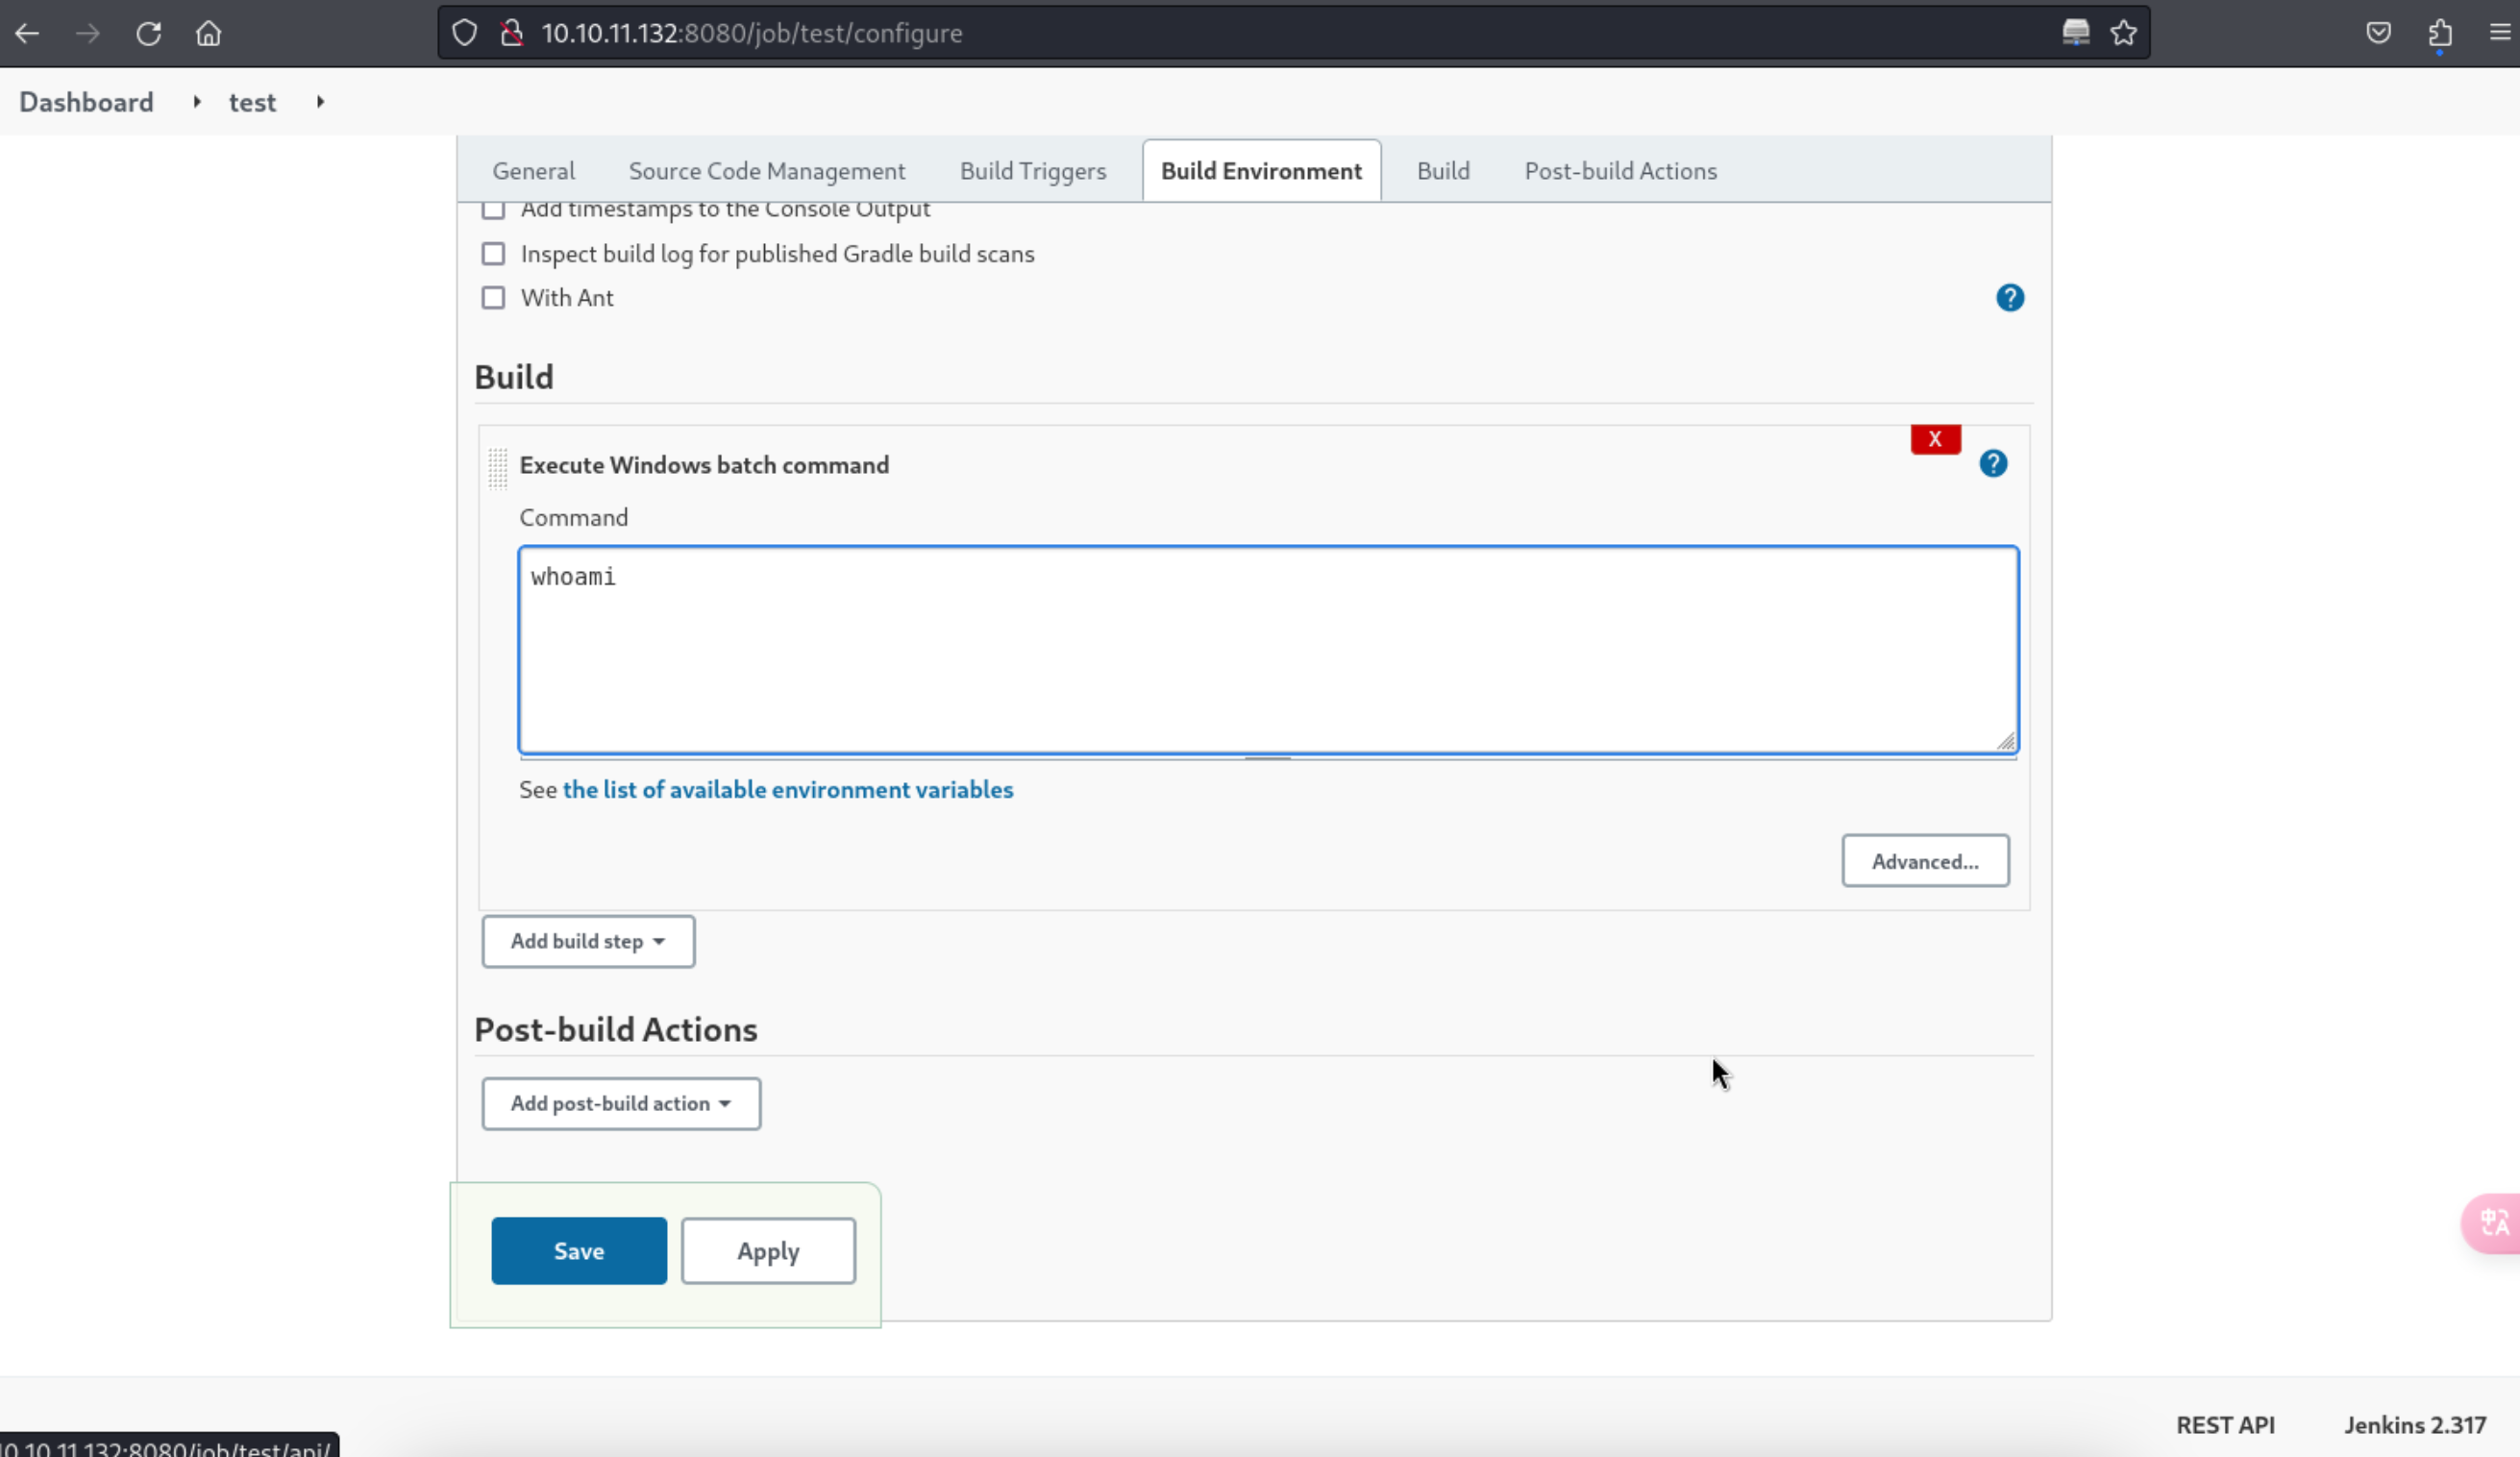 10.10.11.132:8080/job/test/configure
Dashboard test
General Source Code Management Build Triggers Build Environment Build Post-build Actions
Add timestamps to the Console Output
Inspect build log for published Gradle build scans
With Ant
?
Build
X
Execute Windows batch command
?
Command
whoami
See the list of available environment variables
Advanced...
Add build step
Post-build Actions
Add post-build action
Save Apply
中A
REST API Jenkins 2.317
10.10.11.132:8080/job/test/api/